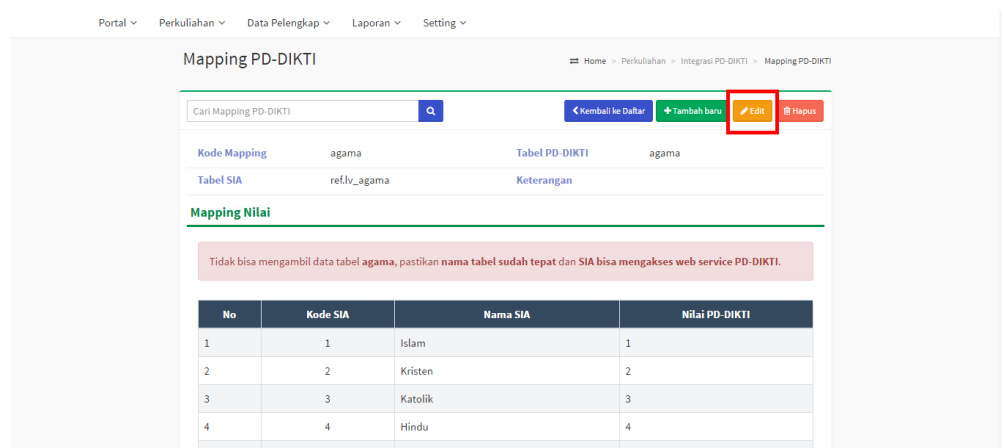 Portal Perkuliahan Data Pelengkap Laporan Setting
Mapping PD-DIKTI
Home > Perkuliahan > Integrasi PD-DIKTI > Mapping PD-DIKTI
Cari Mapping PD-DIKTI
Kembali ke Daftar Tambah baru Edit Hapus
Kode Mapping agama Tabel PD-DIKTI agama
Tabel SIA ref.lv_agama Keterangan
Mapping Nilai
Tidak bisa mengambil data tabel agama, pastikan nama tabel sudah tepat dan SIA bisa mengakses web service PD-DIKTI.
No Kode SIA Nama SIA Nilai PD-DIKTI
1 1 Islam 1
2 2 Kristen 2
3 3 Katolik 3
4 4 Hindu 4